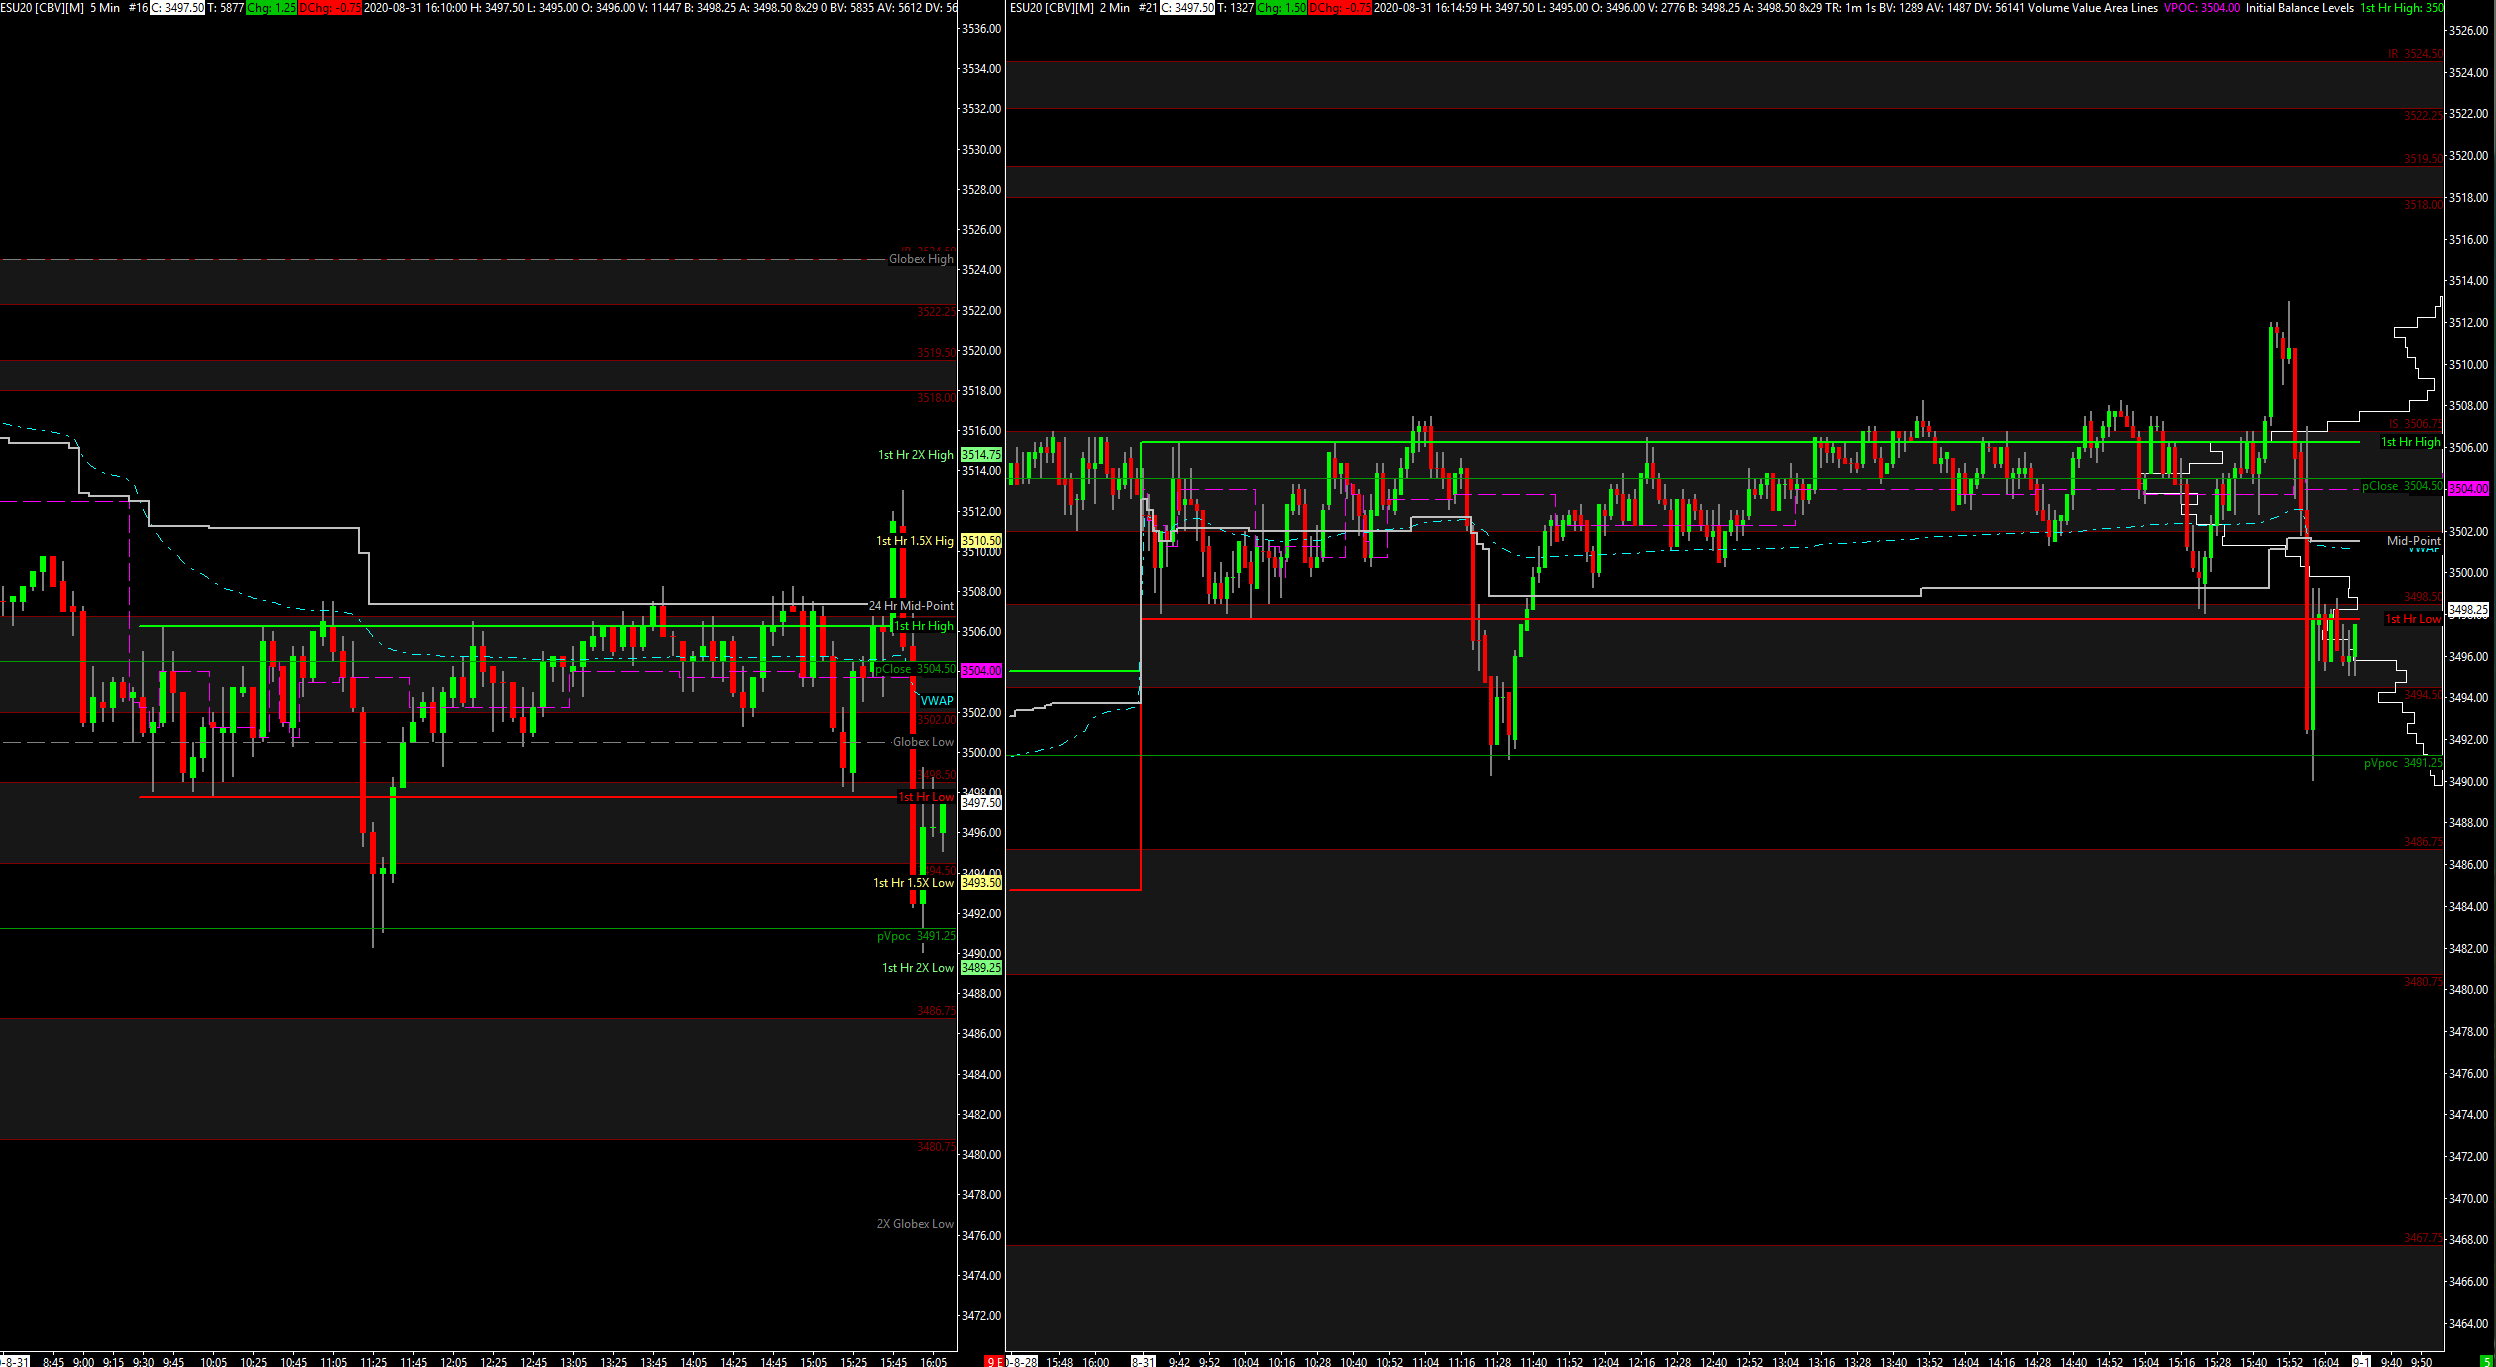 ESU20 [CBV][M] 5 Min #16 C: 3497.50 T: 5877 Chg: 1.25 DChg: -0.75 2020-08-31 16:10:00 H: 3497.50 L: 3495.00 O: 3496.00 V: 11447 B: 3498.25 A: 3498.50 8x29 0 BV: 5835 AV: 5612 DV: 56
3536.00
3534.00
3532.00
3530.00
3528.00
3526.00
Globex High
3524.00
3522.25 3522.00
3519.50 3520.00
3518.00 3518.00
3516.00
1st Hr 2X High 3514.75
3514.00
3512.00
1st Hr 1.5X Hig 3510.50
3510.00
3508.00
24 Hr Mid-Point
1st Hr High 3506.00
pClose 3504.50 3504.00
VWAP
3502.00 3502.00
Globex Low
3500.00
3498.50
3498.00
1st Hr Low 3497.50
3496.00
3494.00
1st Hr 1.5X Low 3493.50
3492.00
pVpoc 3491.25
3490.00
1st Hr 2X Low 3489.25
3488.00
3486.75
3486.00
3484.00
3482.00
3480.75
3480.00
3478.00
2X Globex Low
3476.00
3474.00
3472.00
-8-31 8:45 9:00 9:15 9:30 9:45 10:05 10:25 10:45 11:05 11:25 11:45 12:05 12:25 12:45 13:05 13:25 13:45 14:05 14:25 14:45 15:05 15:25 15:45 16:05 9 E
ESU20 [CBV][M] 2 Min #21 C: 3497.50 T: 1327 Chg: 1.50 DChg: -0.75 2020-08-31 16:14:59 H: 3497.50 L: 3495.00 O: 3496.00 V: 2776 B: 3498.25 A: 3498.50 8x29 TR: 1m 1s BV: 1289 AV: 1487 DV: 56141 Volume Value Area Lines VPOC: 3504.00 Initial Balance Levels 1st Hr High: 350
3526.00
IR 3524.50
3524.00
3522.25 3522.00
3520.00
3519.50
3518.00 3518.00
3516.00
3514.00
3512.00
3510.00
3508.00
IS 3506.75
1st Hr High 3506.00
pClose 3504.50 3504.00
3502.00
Mid-Point
VWAP
3500.00
3498.50
3498.25
1st Hr Low
3496.00
3494.50 3494.00
3492.00
pVpoc 3491.25
3490.00
3488.00
3486.75
3486.00
3484.00
3482.00
3480.75
3480.00
3478.00
3476.00
3474.00
3472.00
3470.00
3467.75 3468.00
3466.00
3464.00
-8-28 15:48 16:00 8-31 9:42 9:52 10:04 10:16 10:28 10:40 10:52 11:04 11:16 11:28 11:40 11:52 12:04 12:16 12:28 12:40 12:52 13:04 13:16 13:28 13:40 13:52 14:04 14:16 14:28 14:40 14:52 15:04 15:16 15:28 15:40 15:52 16:04 9-1 9:40 9:50 5